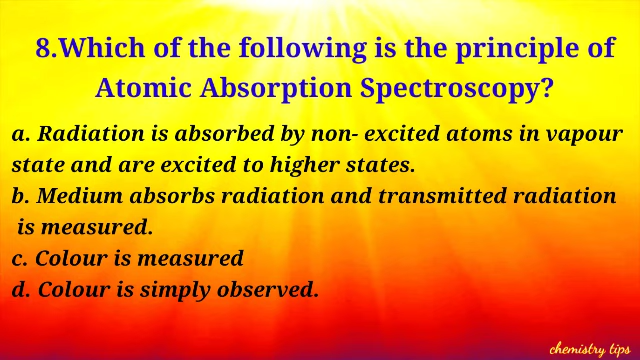 8.Which of the following is the principle of
Atomic Absorption Spectroscopy?
a. Radiation is absorbed by non- excited atoms in vapour
state and are excited to higher states.
b. Medium absorbs radiation and transmitted radiation
is measured.
c. Colour is measured
d. Colour is simply observed.
chemistry tips